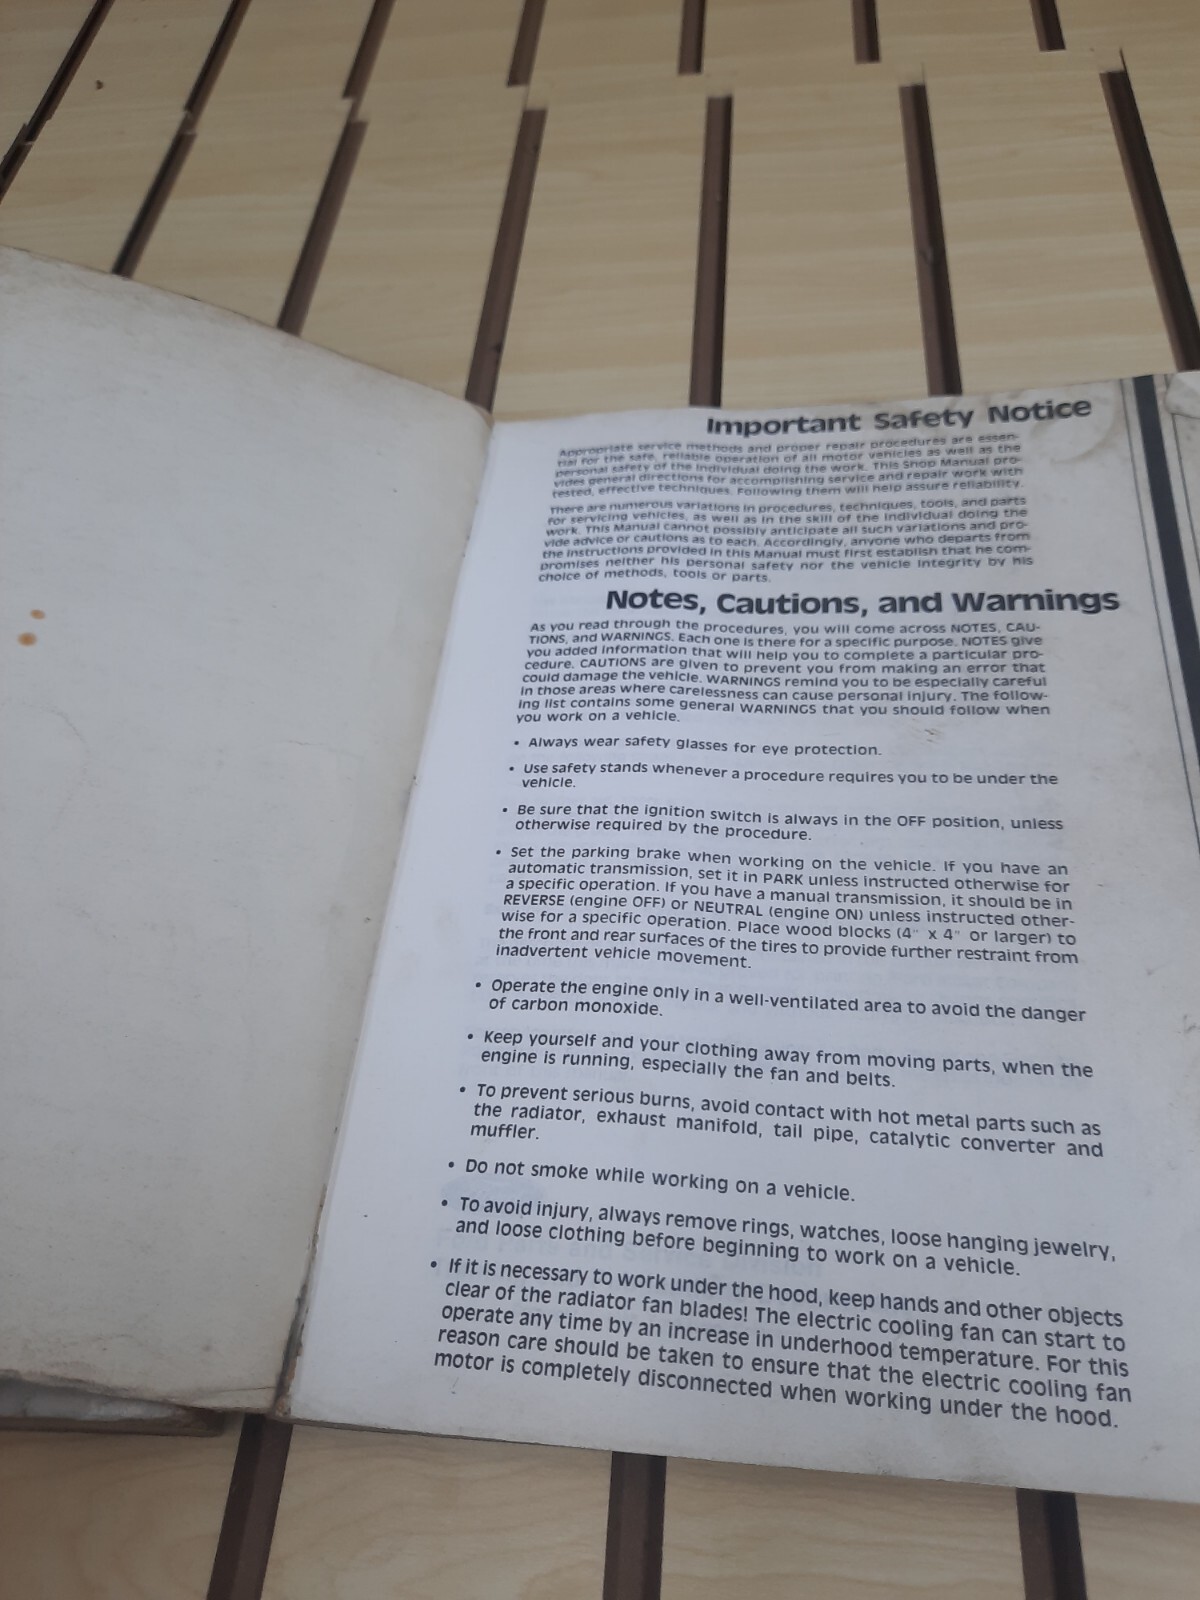 Important Safety Notice
Appropriate service methods and proper repair procedures are essen-
tial for the safe, reliable operation of all motor vehicles as well as the
personal safety of the individual doing the work. This Shop Manual pro-
vides general directions for accomplishing service and repair work with
tested, effective techniques. Following them will help assure reliability.
There are numerous variations in procedures, techniques, tools, and parts
for servicing vehicles, as well as in the skill of the individual doing the
work. This Manual cannot possibly anticipate all such variations and pro-
vide advice or cautions as to each. Accordingly, anyone who departs from
the instructions provided in this Manual must first establish that he com-
promises neither his personal safety nor the vehicle integrity by his
choice of methods, tools or parts.
Notes, Cautions, and Warnings
As you read through the procedures, you will come across NOTES, CAU-
TIONS, and WARNINGS. Each one is there for a specific purpose. NOTES give
you added information that will help you to complete a particular pro-
cedure. CAUTIONS are given to prevent you from making an error that
could damage the vehicle. WARNINGS remind you to be especially careful
in those areas where carelessness can cause personal injury. The follow-
ing list contains some general WARNINGS that you should follow when
you work on a vehicle.
• Always wear safety glasses for eye protection.
• Use safety stands whenever a procedure requires you to be under the
vehicle.
• Be sure that the ignition switch is always in the OFF position, unless
otherwise required by the procedure.
• Set the parking brake when working on the vehicle. If you have an
automatic transmission, set it in PARK unless instructed otherwise for
a specific operation. If you have a manual transmission, it should be in
REVERSE (engine OFF) or NEUTRAL (engine ON) unless instructed other-
wise for a specific operation. Place wood blocks (4" x 4" or larger) to
the front and rear surfaces of the tires to provide further restraint from
inadvertent vehicle movement.
• Operate the engine only in a well-ventilated area to avoid the danger
of carbon monoxide.
• Keep yourself and your clothing away from moving parts, when the
engine is running, especially the fan and belts.
• To prevent serious burns, avoid contact with hot metal parts such as
the radiator, exhaust manifold, tail pipe, catalytic converter and
muffler.
• Do not smoke while working on a vehicle.
• To avoid injury, always remove rings, watches, loose hanging jewelry,
and loose clothing before beginning to work on a vehicle.
• If it is necessary to work under the hood, keep hands and other objects
clear of the radiator fan blades! The electric cooling fan can start to
operate any time by an increase in underhood temperature. For this
reason care should be taken to ensure that the electric cooling fan
motor is completely disconnected when working under the hood.